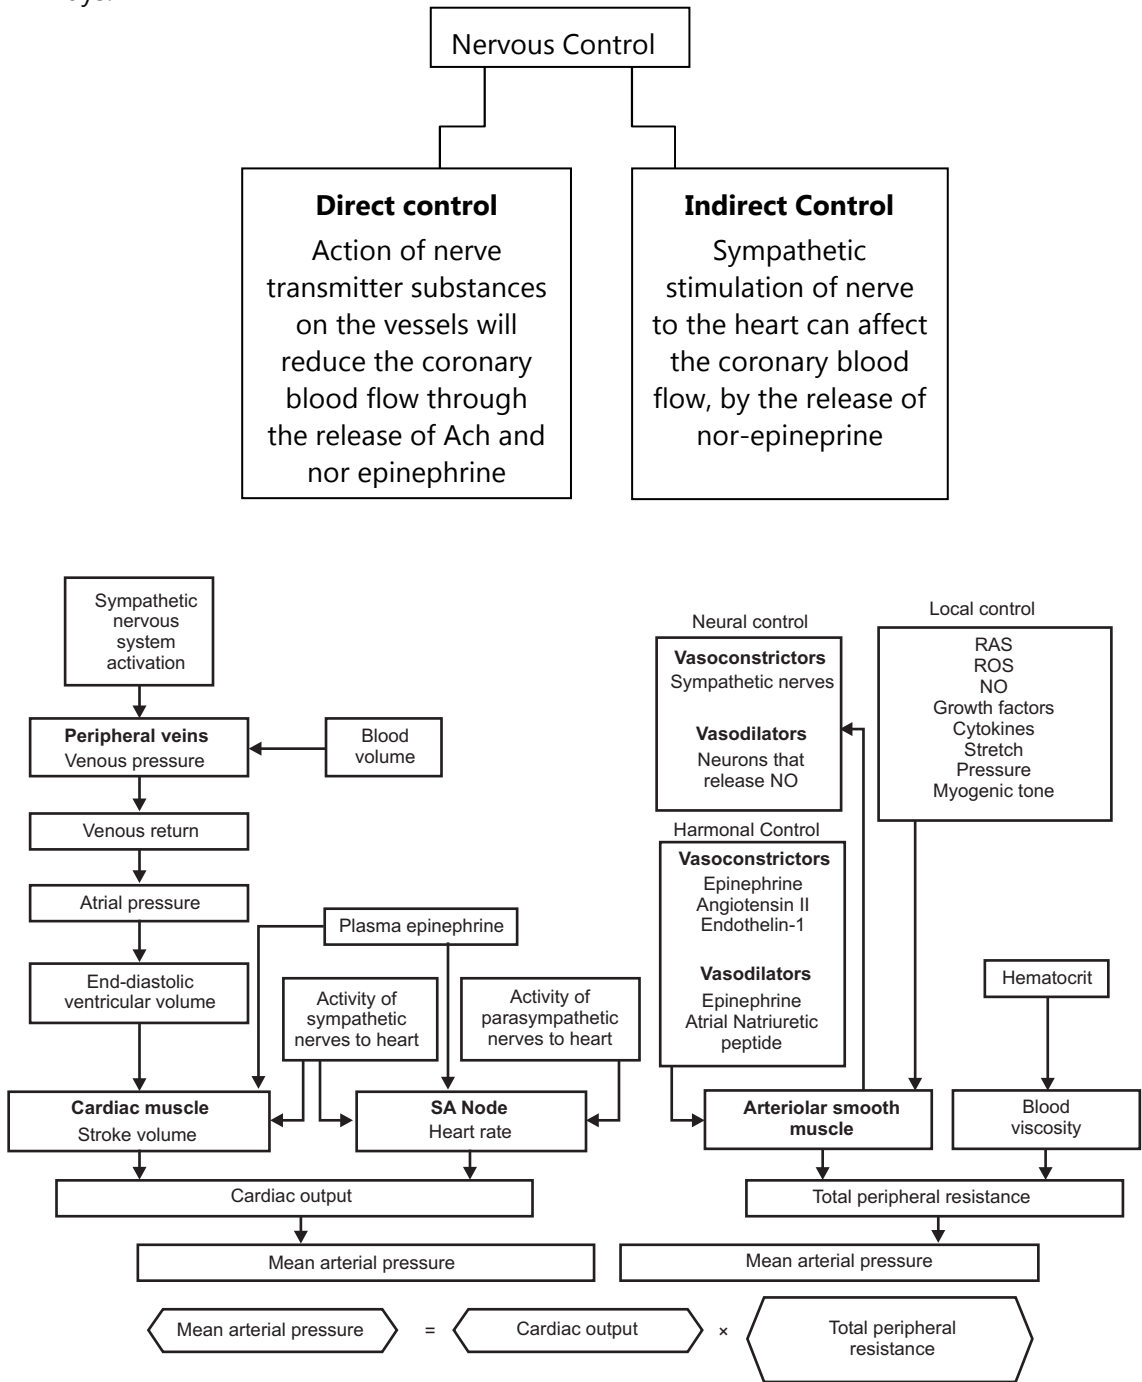 Nervous Control
Direct control
Action of nerve
transmitter substances
on the vessels will
reduce the coronary
blood flow through
the release of Ach and
nor epinephrine
Indirect Control
Sympathetic
stimulation of nerve
to the heart can affect
the coronary blood
flow, by the release of
nor-epineprine
Sympathetic
nervous
system
activation
Peripheral veins
Venous pressure
Blood
volume
Venous return
Atrial pressure
End-diastolic
ventricular volume
Plasma epinephrine
Activity of
sympathetic
nerves to heart
Activity of
parasympathetic
nerves to heart
Cardiac muscle
Stroke volume
SA Node
Heart rate
Cardiac output
Mean arterial pressure
Neural control
Vasoconstrictors
Sympathetic nerves
Vasodilators
Neurons that
release NO
Local control
RAS
ROS
NO
Growth factors
Cytokines
Stretch
Pressure
Myogenic tone
Harmonal Control
Vasoconstrictors
Epinephrine
Angiotensin II
Endothelin-1
Vasodilators
Epinephrine
Atrial Natriuretic
peptide
Hematocrit
Arteriolar smooth
muscle
Blood
viscosity
Total peripheral resistance
Mean arterial pressure
Mean arterial pressure = Cardiac output × Total peripheral
resistance